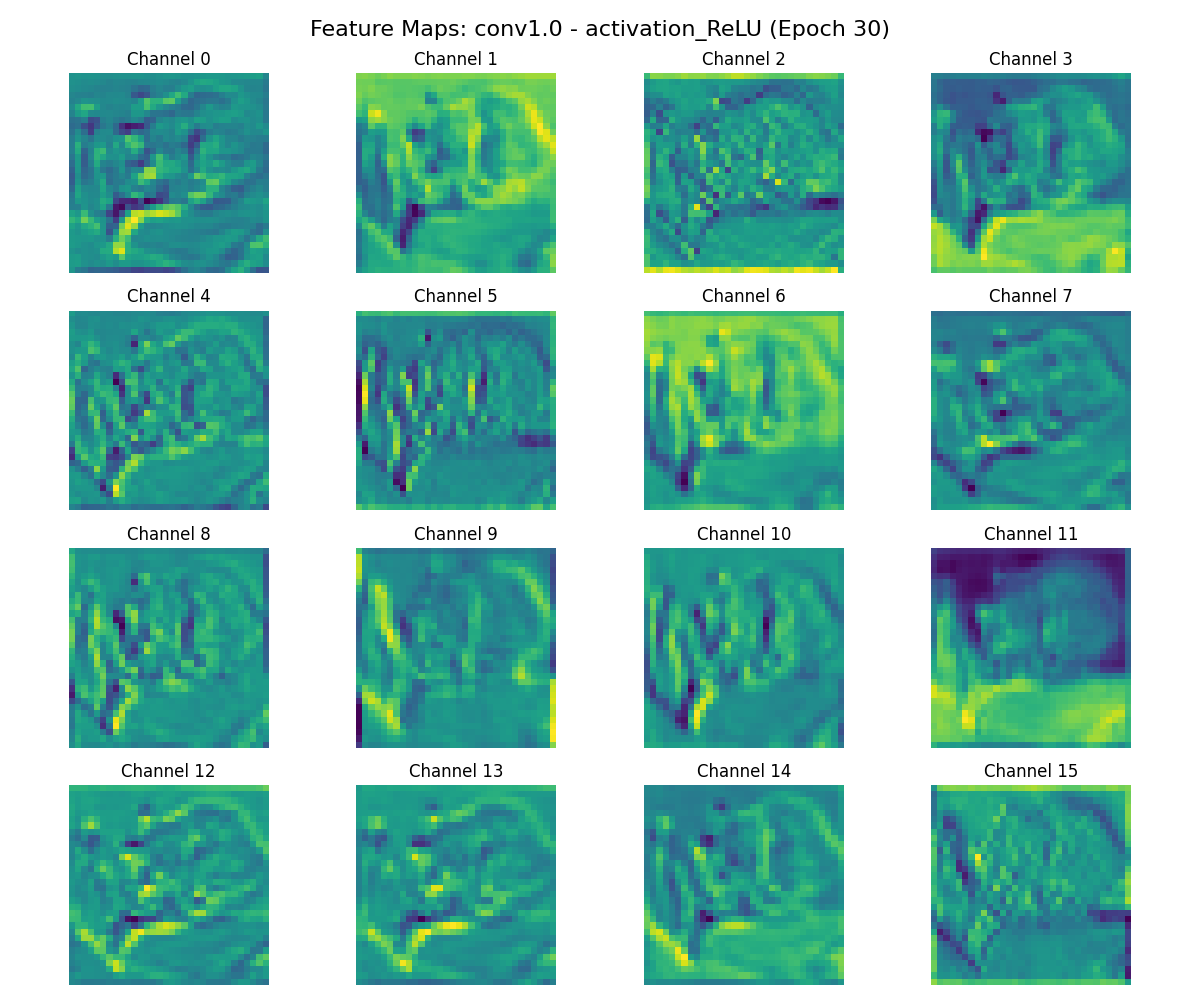 Feature Maps: conv1.0 - activation_ReLU (Epoch 30)
Channel 0 Channel 1 Channel 2 Channel 3
Channel 4 Channel 5 Channel 6 Channel 7
Channel 8 Channel 9 Channel 10 Channel 11
Channel 12 Channel 13 Channel 14 Channel 15